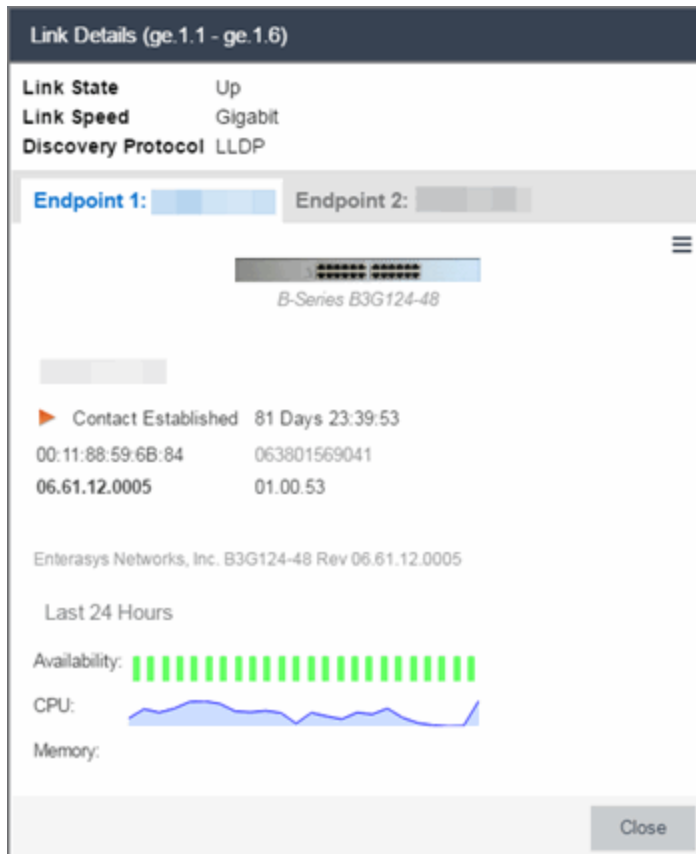 Link Details (ge.1.1 - ge.1.6)
Link State Up
Link Speed Gigabit
Discovery Protocol LLDP
Endpoint 1: Endpoint 2:
B-Series B3G124-48
Contact Established 81 Days 23:39:53
00:11:88:59:6B:84 063801569041
06.61.12.0005 01.00.53
Enterasys Networks, Inc. B3G124-48 Rev 06.61.12.0005
Last 24 Hours
Availability:
CPU:
Memory:
Close